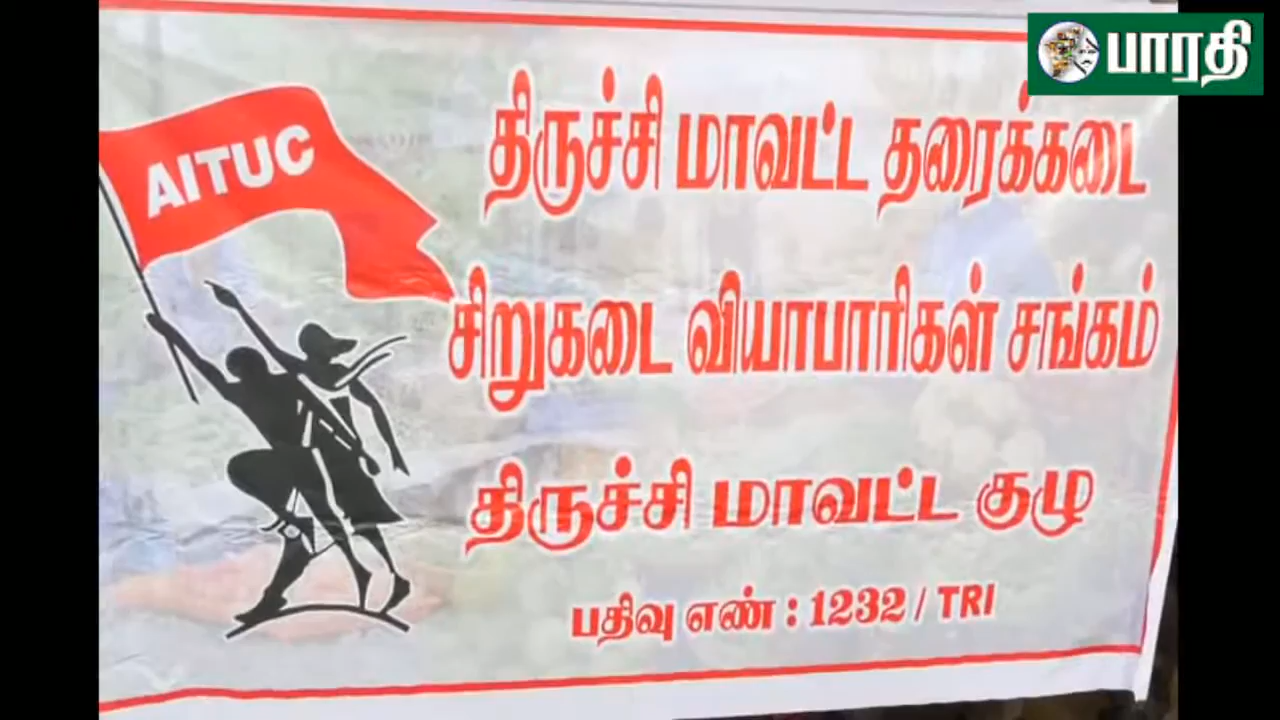 பாரதி
AITUC
திருச்சி மாவட்ட தரைக்கடை
சிறுகடை வியாபாரிகள் சங்கம்
திருச்சி மாவட்ட குழு
பதிவு எண் : 1232 / TRI